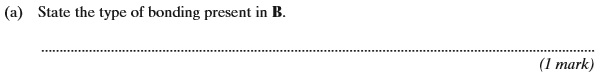 (a) State the type of bonding present in B.
(1 mark)